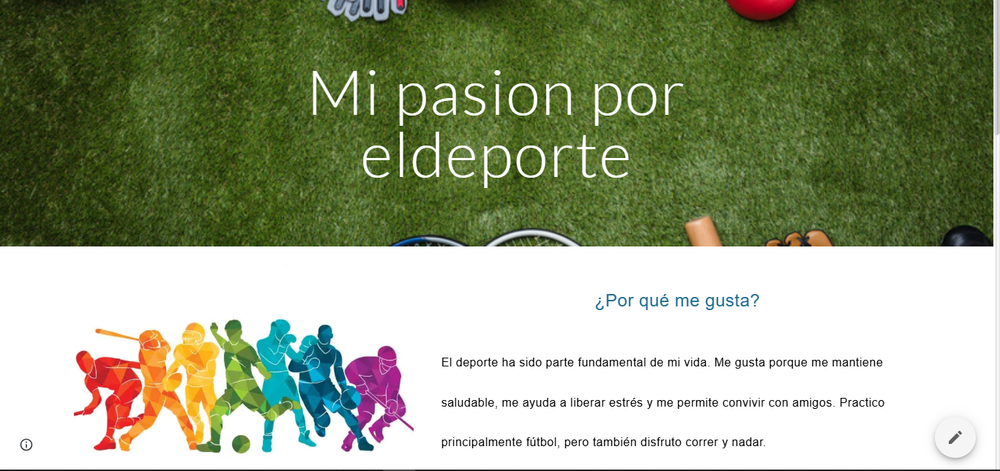 Mi pasion por
eldeporte
¿Por qué me gusta?
El deporte ha sido parte fundamental de mi vida. Me gusta porque me mantiene
saludable, me ayuda a liberar estrés y me permite convivir con amigos. Practico
principalmente fútbol, pero también disfruto correr y nadar.